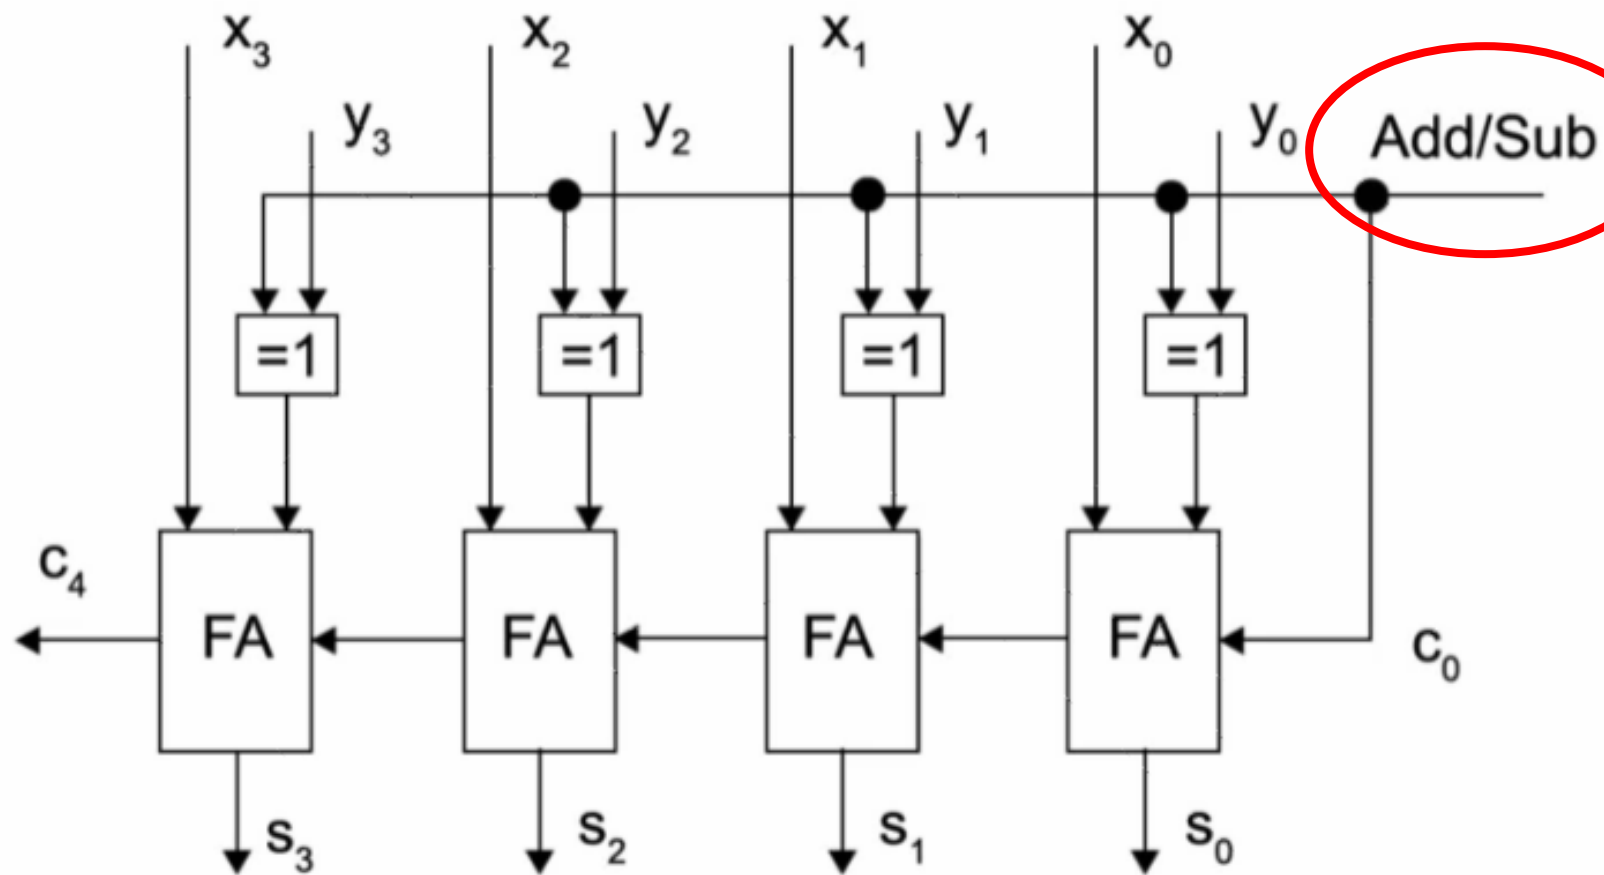 x₃ x₂ x₁ x₀
y₃ y₂ y₁ y₀ Add/Sub
=1 =1 =1 =1
c₄ FA FA FA FA c₀
s₃ s₂ s₁ s₀